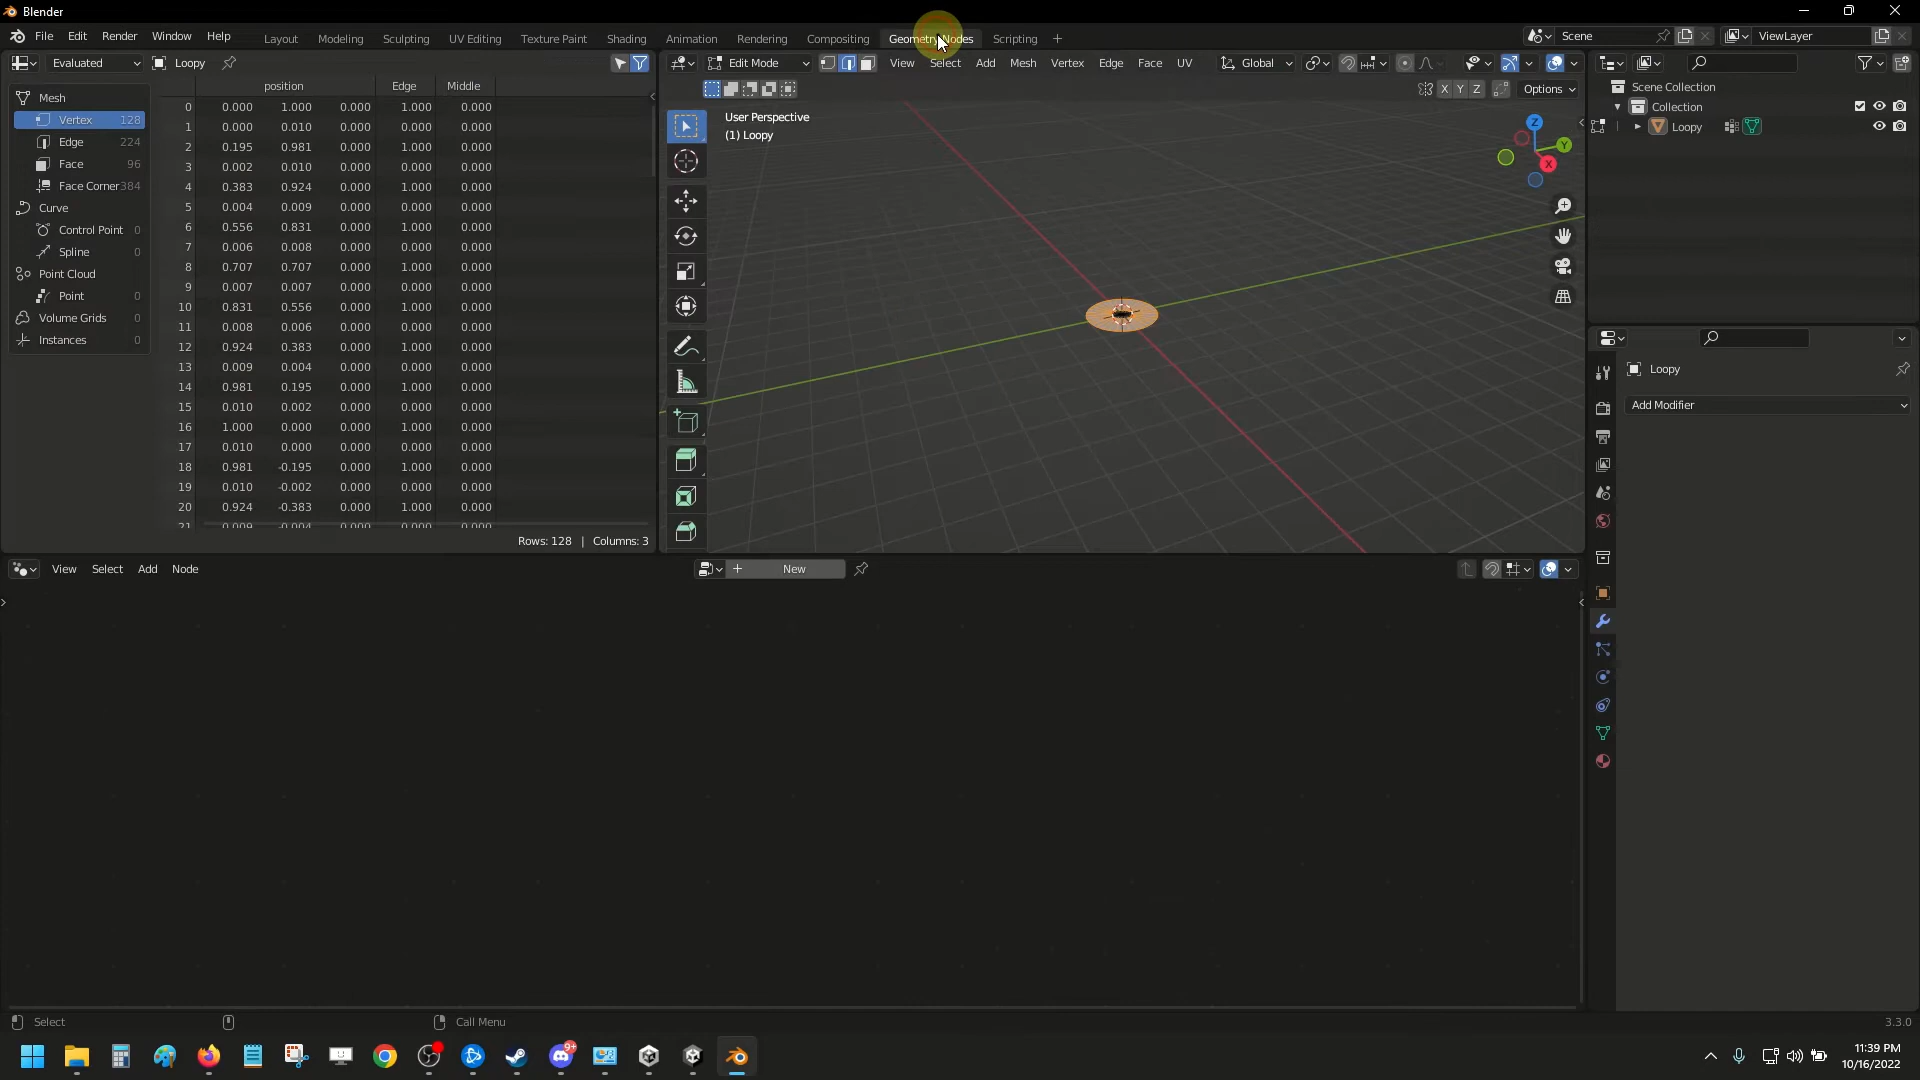 Blender
File Edit Render Window Help Layout Modeling Sculpting UV Editing Texture Paint Shading Animation Rendering Compositing Geometry Nodes Scripting + Scene ViewLayer
Evaluated Loopy
Edit Mode View Select Add Mesh Vertex Edge Face UV Global
X Y Z Options
position Edge Middle
Mesh
Vertex 128
Edge 224
Face 96
Face Corner 384
Curve
Control Point 0
Spline 0
Point Cloud
Point 0
Volume Grids 0
Instances 0
0 0.000 1.000 0.000 1.000 0.000
1 0.000 0.010 0.000 0.000 0.000
2 0.195 0.981 0.000 1.000 0.000
3 0.002 0.010 0.000 0.000 0.000
4 0.383 0.924 0.000 1.000 0.000
5 0.004 0.009 0.000 0.000 0.000
6 0.556 0.831 0.000 1.000 0.000
7 0.006 0.008 0.000 0.000 0.000
8 0.707 0.707 0.000 1.000 0.000
9 0.007 0.007 0.000 0.000 0.000
10 0.831 0.556 0.000 1.000 0.000
11 0.008 0.006 0.000 0.000 0.000
12 0.924 0.383 0.000 1.000 0.000
13 0.009 0.004 0.000 0.000 0.000
14 0.981 0.195 0.000 1.000 0.000
15 0.010 0.002 0.000 0.000 0.000
16 1.000 0.000 0.000 1.000 0.000
17 0.010 0.000 0.000 0.000 0.000
18 0.981 -0.195 0.000 1.000 0.000
19 0.010 -0.002 0.000 0.000 0.000
20 0.924 -0.383 0.000 1.000 0.000
21 0.009 -0.004 0.000 0.000 0.000
Rows: 128 | Columns: 3
User Perspective
(1) Loopy
Z
Y
X
Scene Collection
Collection
Loopy
Loopy
Add Modifier
View Select Add Node
+ New
Select Call Menu 3.3.0
9+
11:39 PM
10/16/2022